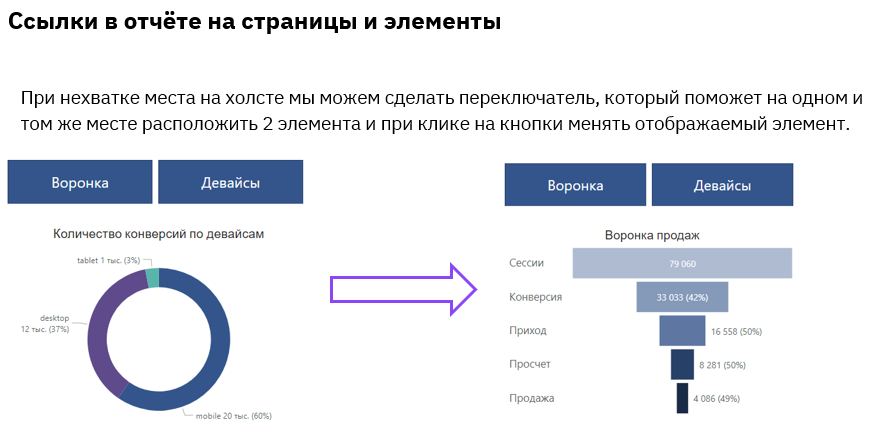 Ссылки в отчёте на страницы и элементы
При нехватке места на холсте мы можем сделать переключатель, который поможет на одном и
том же месте расположить 2 элемента и при клике на кнопки менять отображаемый элемент.
Воронка
Девайсы
Количество конверсий по девайсам
tablet 1 тыс. (3%)
desktop
12 тыс. (37%)
mobile 20 тыс. (60%)
Воронка
Девайсы
Воронка продаж
Сессии
79 060
Конверсия
33 033 (42%)
Приход
16 558 (50%)
Просчет
8 281 (50%)
Продажа
4 086 (49%)